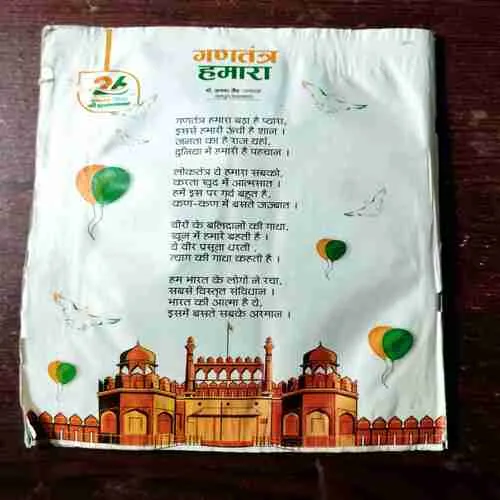 26
गणतंत्र
हमारा
गणतंत्र हमारा बड़ा है प्यारा,
इससे हमारी ऊंची है शान ।
जनता का है राज यहां,
दुनिया में हमारी है पहचान ।
लोकतंत्र ये हमारा सबको,
करता खुद में आत्मसात ।
हमें इस पर गर्व बहुत है,
कण-कण में बसते जज्बात ।
वीरों के बलिदानों की गाथा,
खून में हमारे बहती है ।
ये वीर प्रसूता धरती ,
त्याग की गाथा कहती है ।
हम भारत के लोगों ने रचा,
सबसे विस्तृत संविधान ।
भारत की आत्मा है ये,
इसमें बसते सबके अरमान ।